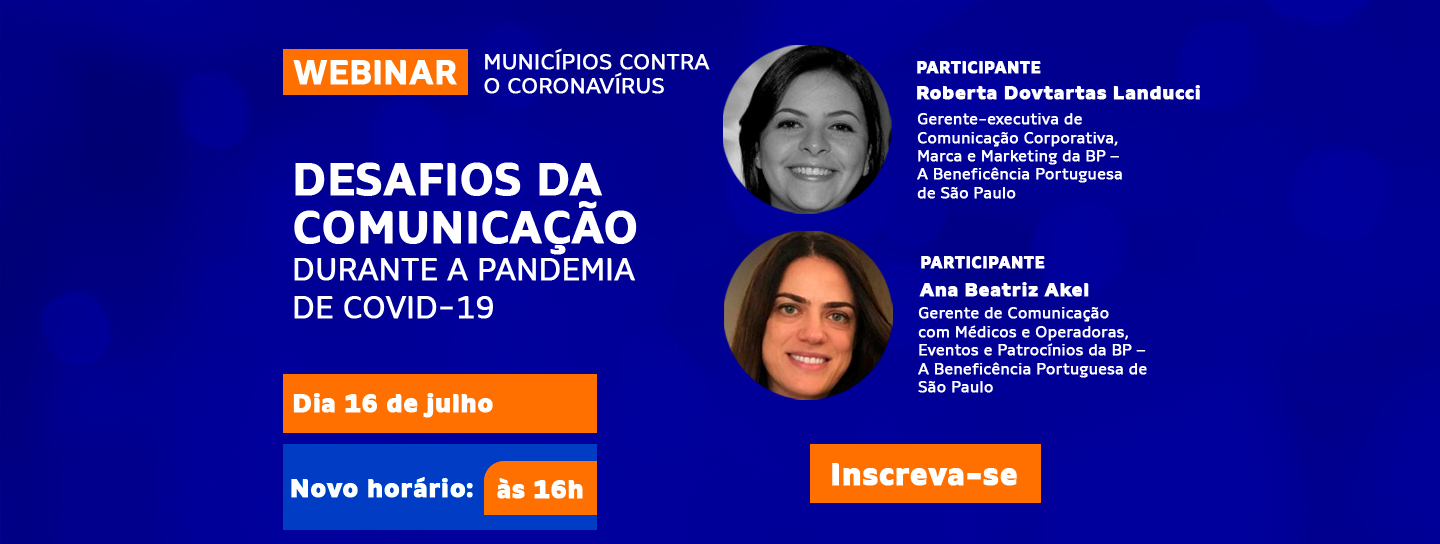 WEBINAR
MUNICÍPIOS CONTRA
O CORONAVÍRUS
DESAFIOS DA
COMUNICAÇÃO
DURANTE A PANDEMIA
DE COVID-19
Dia 16 de julho
Novo horário: às 16h
PARTICIPANTE
Roberta Dovtartas Landucci
Gerente-executiva de
Comunicação Corporativa,
Marca e Marketing da BP –
A Beneficência Portuguesa
de São Paulo
PARTICIPANTE
Ana Beatriz Akel
Gerente de Comunicação
com Médicos e Operadoras,
Eventos e Patrocínios da BP –
A Beneficência Portuguesa de
São Paulo
Inscreva-se